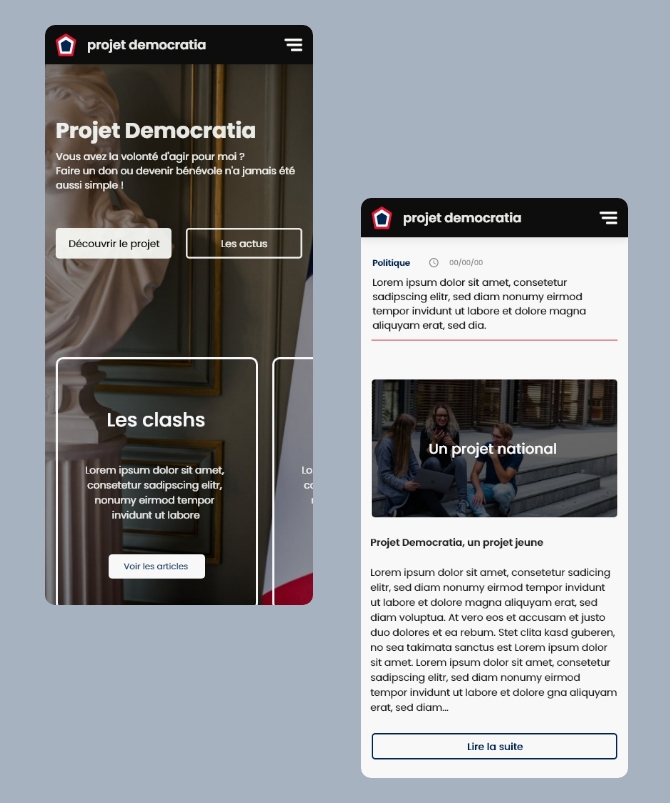 projet democratia
Projet Democratia
Vous avez la volonté d'agir pour moi ?
Faire un don ou devenir bénévole n'a jamais été
aussi simple !
Découvrir le projet
Les actus
Les clashs
Lorem ipsum dolor sit amet,
consetetur sadipscing elitr,
nonumy eirmod tempor
invidunt ut labore
Voir les articles
Lo
projet democratia
Politique
00/00/00
Lorem ipsum dolor sit amet, consetetur
sadipscing elitr, sed diam nonumy eirmod
tempor invidunt ut labore et dolore magna
aliquyam erat, sed dia.
Un projet national
Projet Democratia, un projet jeune
Lorem ipsum dolor sit amet, consetetur sadicing
elitr, sed diam nonumy eirmod tempor invidunt
ut labore et dolore magna aliquyam erat, sed
diam voluptua. At vero eos et accusam et justo
duo dolores et ea rebum. Stet clita kasd guberen,
no sea takimata sanctus est Lorem ipsum dolor
sit amet. Lorem ipsum dolor sit amet, consetetur
sadipscing elitr, sed diam nonumy eirmod
tempor invidunt ut labore et dolore gna aliquyam
erat, sed diam...
Lire la suite